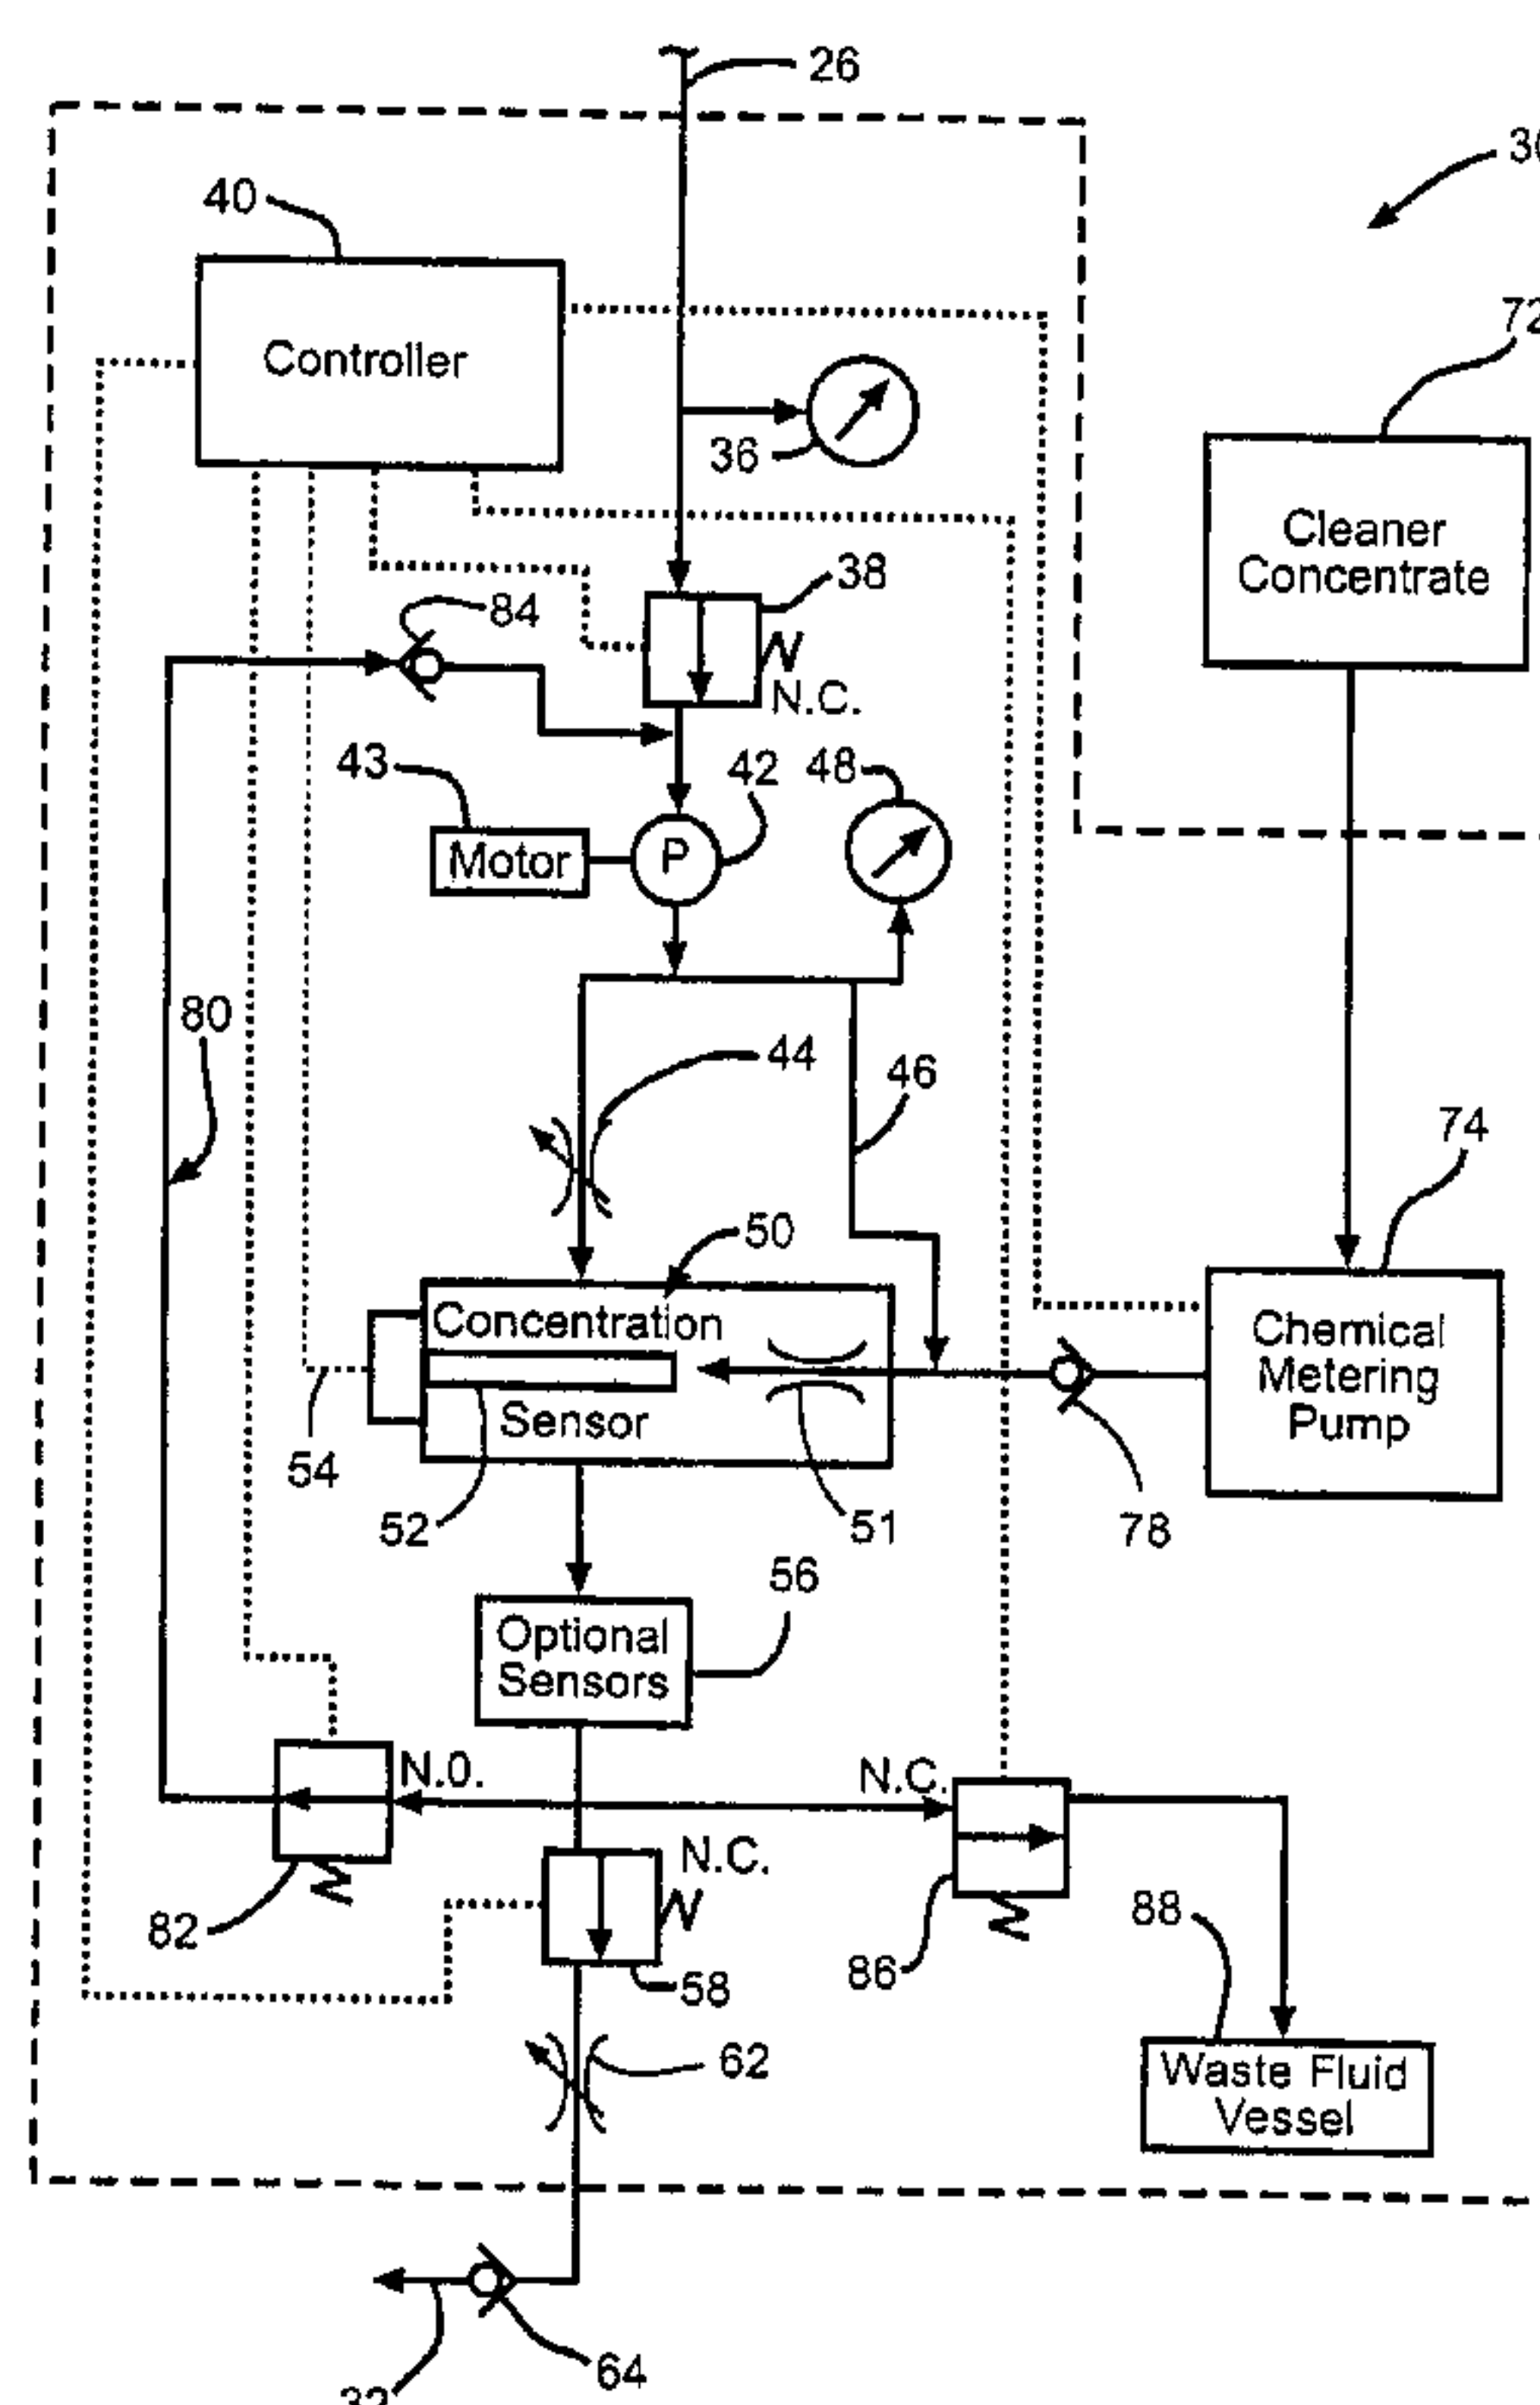 26
40
Controller
36
72
Cleaner
Concentrate
38
84
N.C.
43
42
48
Motor
P
80
44
46
74
50
Concentration
Sensor
Chemical
Metering
Pump
54
52
51
78
56
Optional
Sensors
N.O.
N.C.
N.C.
82
58
86
88
62
Waste Fluid
Vessel
64